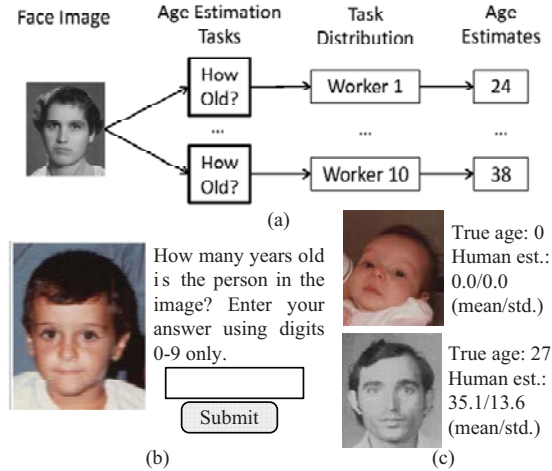 Face Image
Age Estimation
Tasks
Task
Distribution
Age
Estimates
How
Old?
Worker 1
24
...
...
...
How
Old?
Worker 10
38
(a)
How many years old
is the person in the
image? Enter your
answer using digits
0-9 only.
Submit
(b)
True age: 0
Human est.:
0.0/0.0
(mean/std.)
True age: 27
Human est.:
35.1/13.6
(mean/std.)
(c)